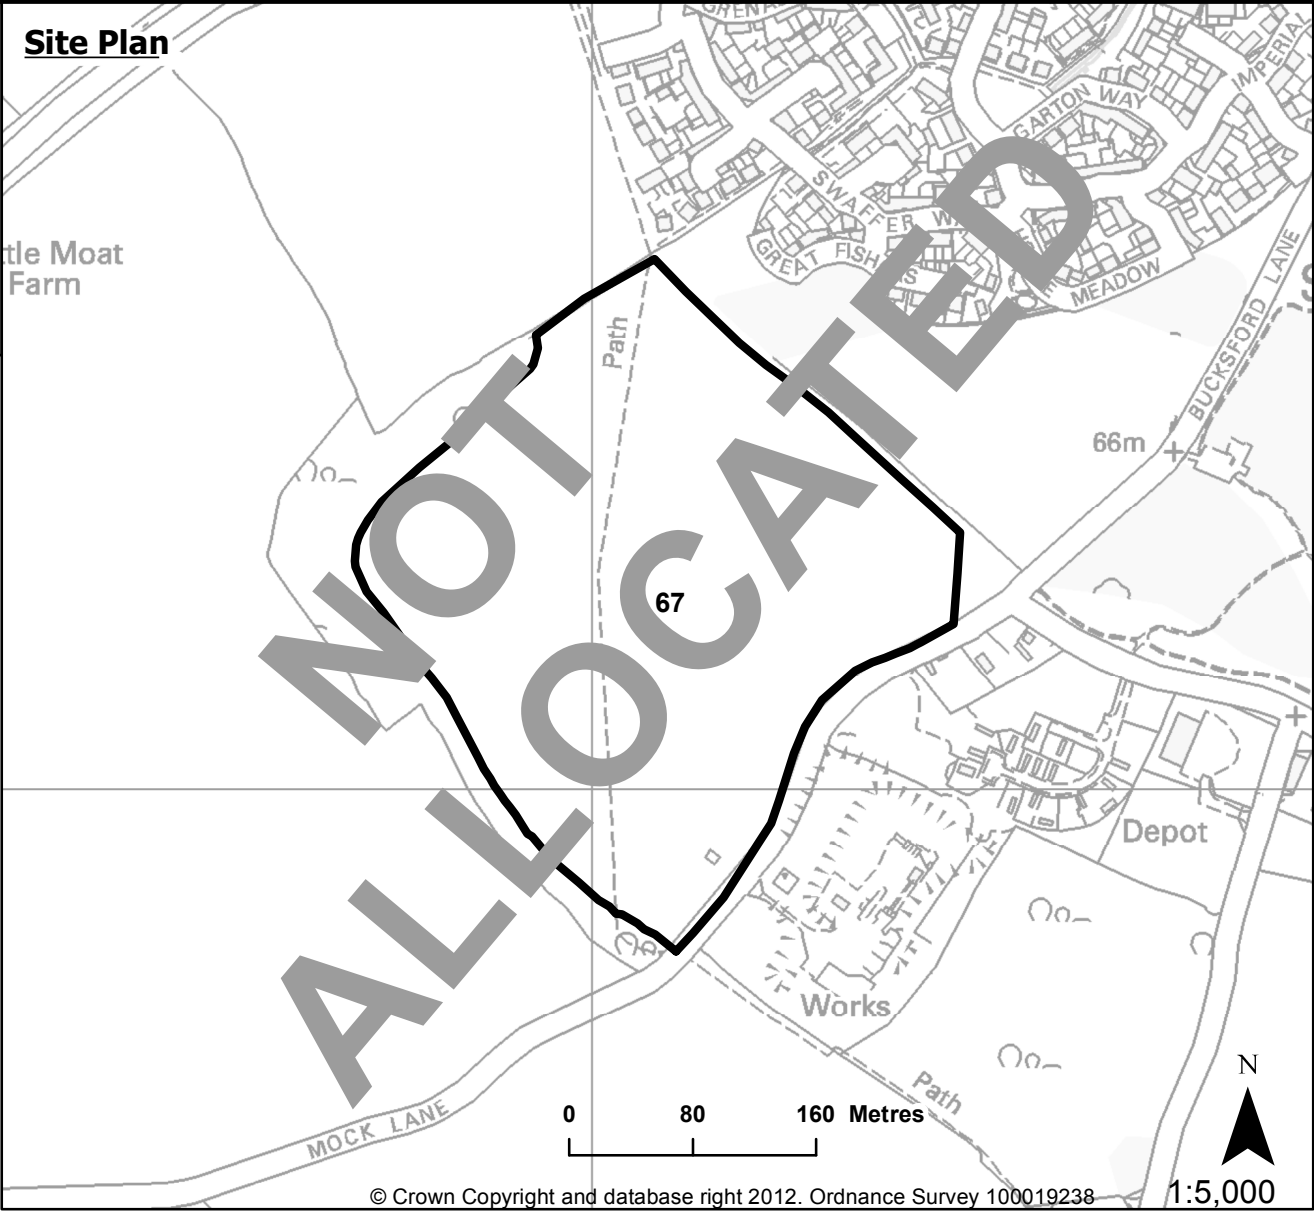 Site Plan
GARTON WAY
IMPERIAL
SWAFFER
GREAT
MEADOW
BUCKSFORD LANE
tle Moat
Farm
Path
66m
NOT
ALLOCATED
67
Depot
Works
Path
MOCK LANE
N
0 80 160 Metres
© Crown Copyright and database right 2012. Ordnance Survey 100019238
1:5,000